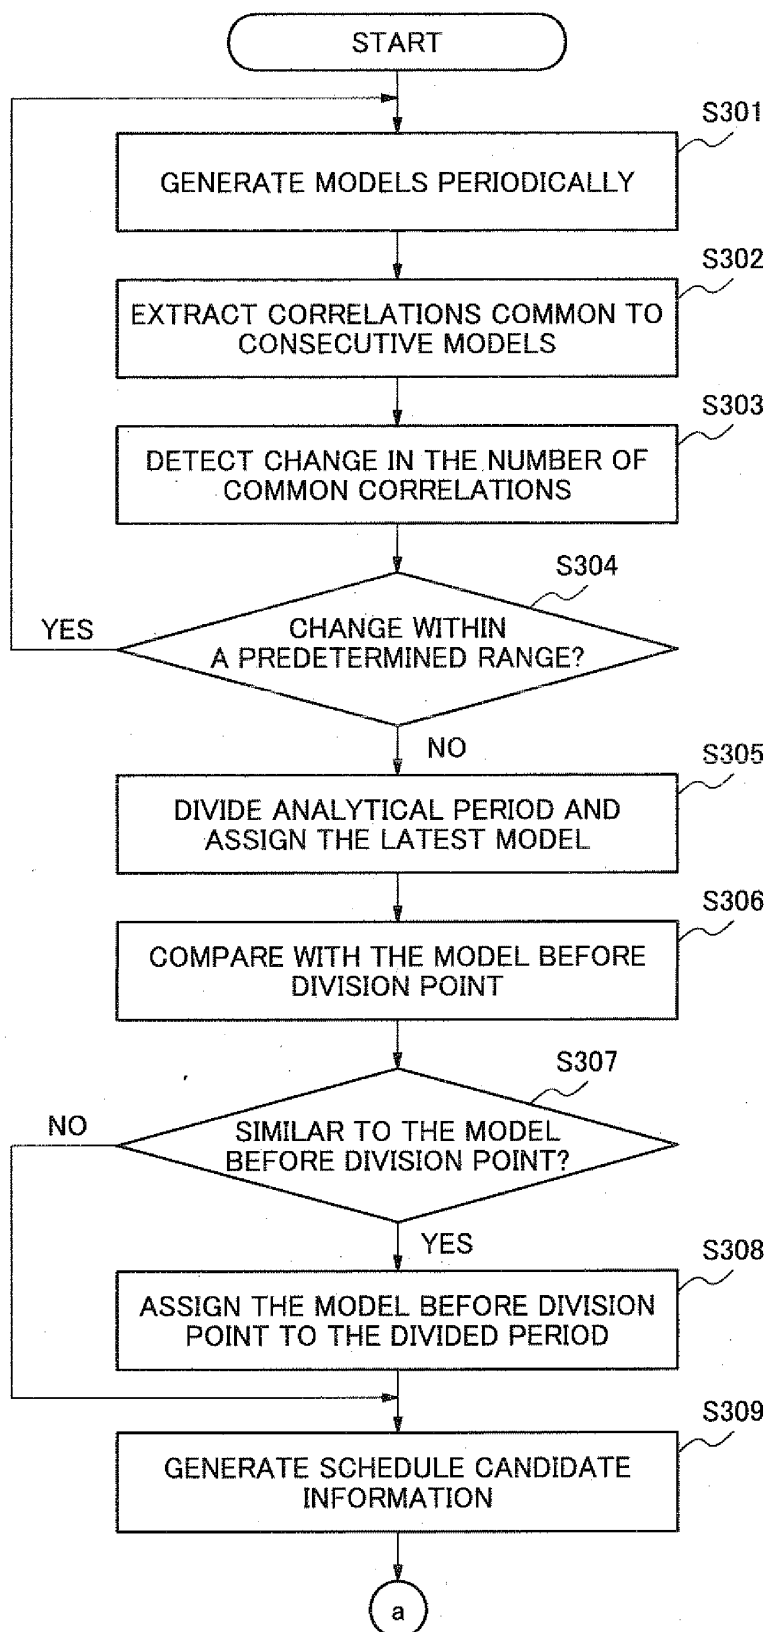 START
S301
GENERATE MODELS PERIODICALLY
S302
EXTRACT CORRELATIONS COMMON TO
CONSECUTIVE MODELS
S303
DETECT CHANGE IN THE NUMBER OF
COMMON CORRELATIONS
S304
YES
CHANGE WITHIN
A PREDETERMINED RANGE?
NO
S305
DIVIDE ANALYTICAL PERIOD AND
ASSIGN THE LATEST MODEL
S306
COMPARE WITH THE MODEL BEFORE
DIVISION POINT
S307
NO
SIMILAR TO THE MODEL
BEFORE DIVISION POINT?
YES
S308
ASSIGN THE MODEL BEFORE DIVISION
POINT TO THE DIVIDED PERIOD
S309
GENERATE SCHEDULE CANDIDATE
INFORMATION
a